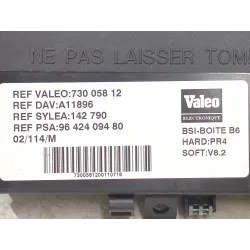 NE PAS LAISSER TOM
REF VALEO:730 058 12
REF DAV:A11896
REF SYLEA:142 790
REF PSA:96 424 094 80
02/114/M
Valeo
ELECTRONIQUE
BSI-BOITE B6
HARD:PR4
SOFT:V8.2